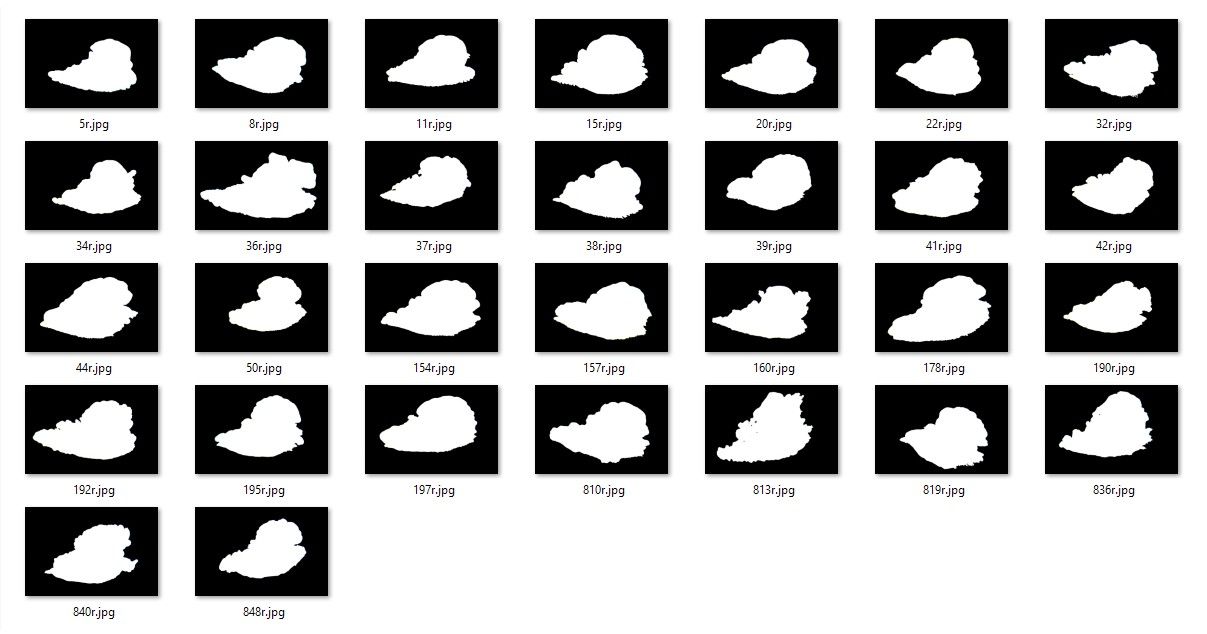 5r.jpg 8r.jpg 11r.jpg 15r.jpg 20r.jpg 22r.jpg 32r.jpg
34r.jpg 36r.jpg 37r.jpg 38r.jpg 39r.jpg 41r.jpg 42r.jpg
44r.jpg 50r.jpg 154r.jpg 157r.jpg 160r.jpg 178r.jpg 190r.jpg
192r.jpg 195r.jpg 197r.jpg 810r.jpg 813r.jpg 819r.jpg 836r.jpg
840r.jpg 848r.jpg